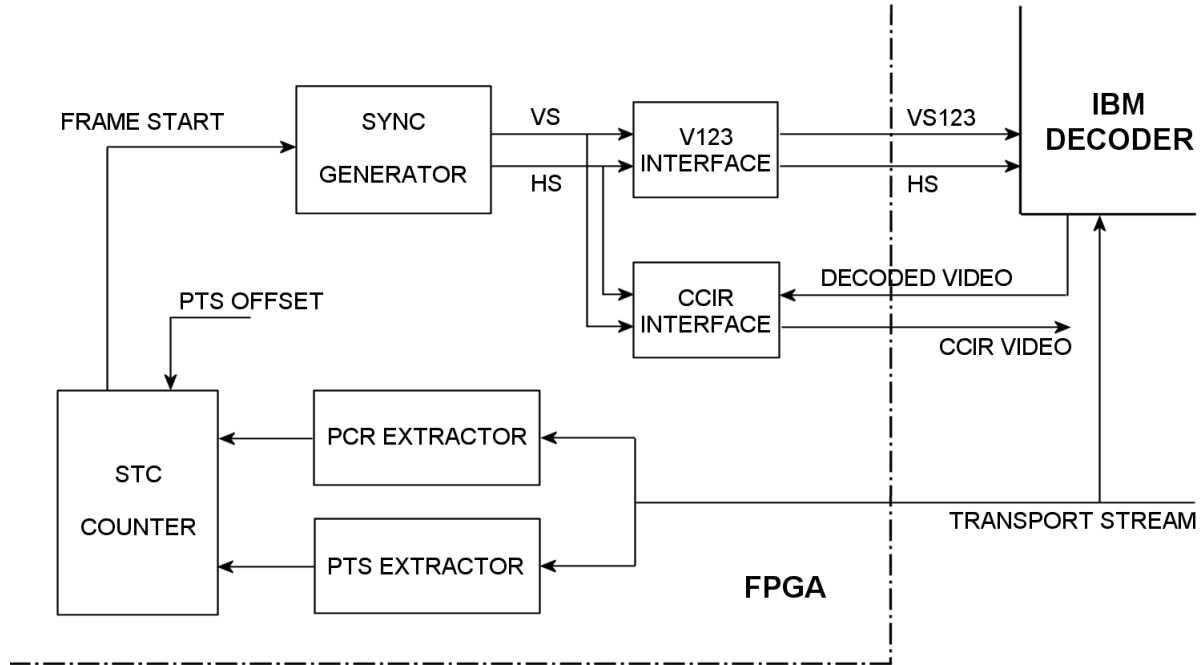 FRAME START
SYNC
GENERATOR
VS
HS
V123
INTERFACE
VS123
HS
IBM
DECODER
PTS OFFSET
CCIR
INTERFACE
DECODED VIDEO
CCIR VIDEO
STC
COUNTER
PCR EXTRACTOR
PTS EXTRACTOR
TRANSPORT STREAM
FPGA